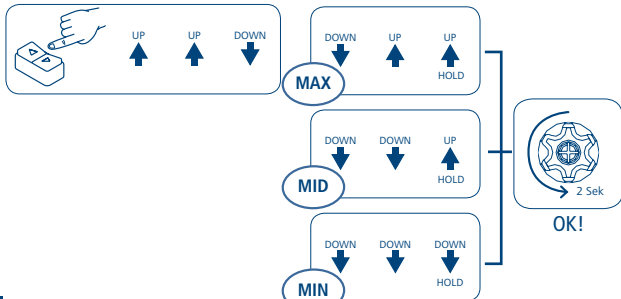 UP UP DOWN
DOWN UP UP
HOLD
MAX
DOWN DOWN UP
HOLD
MID
2 Sek
OK!
DOWN DOWN DOWN
HOLD
MIN